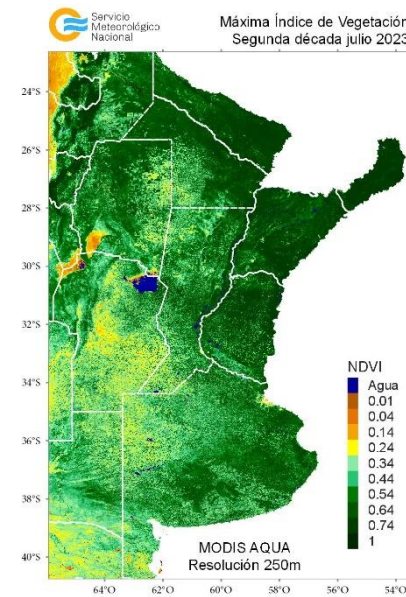 Servicio
Meteorológico
Nacional
Máxima Índice de Vegetación
Segunda década julio 2023
24°S
26°S
28°S
30°S
32°S
34°S
36°S
38°S
40°S
64°O
62°O
60°O
58°O
56°O
54°O
NDVI
Agua
0.01
0.04
0.14
0.24
0.34
0.44
0.54
0.64
0.74
1
MODIS AQUA
Resolución 250m